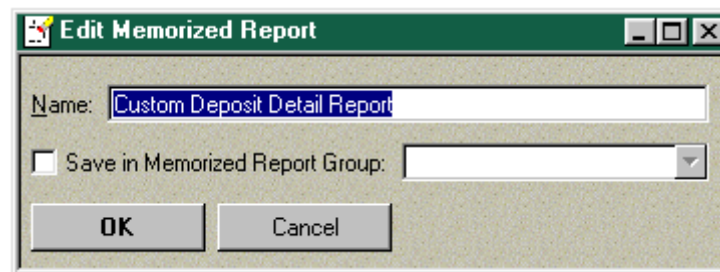 Edit Memorized Report
Name: Custom Deposit Detail Report
Save in Memorized Report Group:
OK Cancel